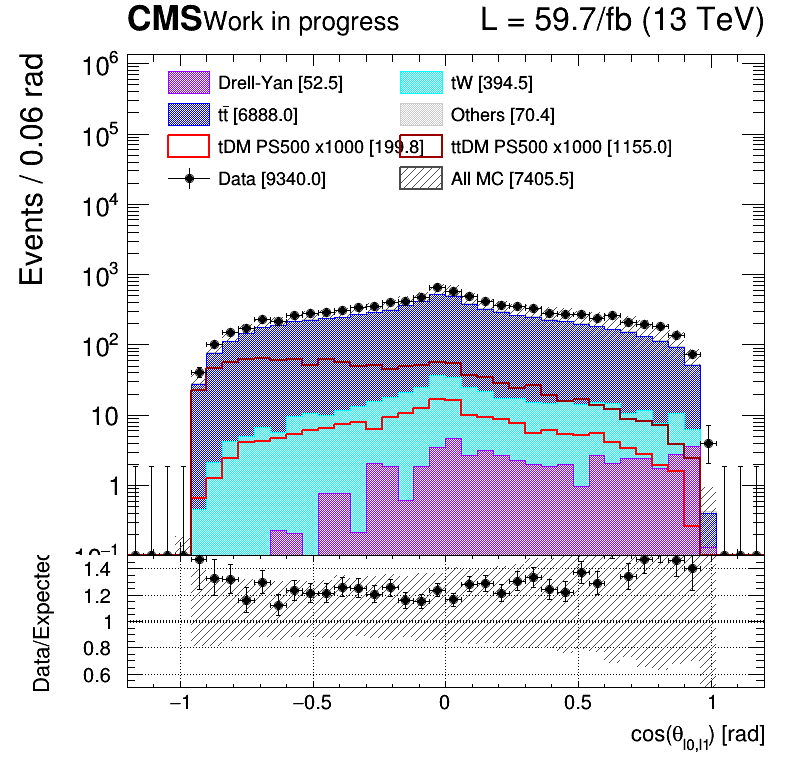 CMS Work in progress L = 59.7/fb (13 TeV)
Events / 0.06 rad
10⁶
10⁵
10⁴
10³
10²
10
1
10⁻¹
Drell-Yan [52.5]
tW [394.5]
tt̄ [6888.0]
Others [70.4]
tDM PS500 x1000 [199.8]
ttDM PS500 x1000 [1155.0]
Data [9340.0]
All MC [7405.5]
Data/Expected
1.4
1.2
1
0.8
0.6
−1 −0.5 0 0.5 1
cos(θ_l0,l1) [rad]